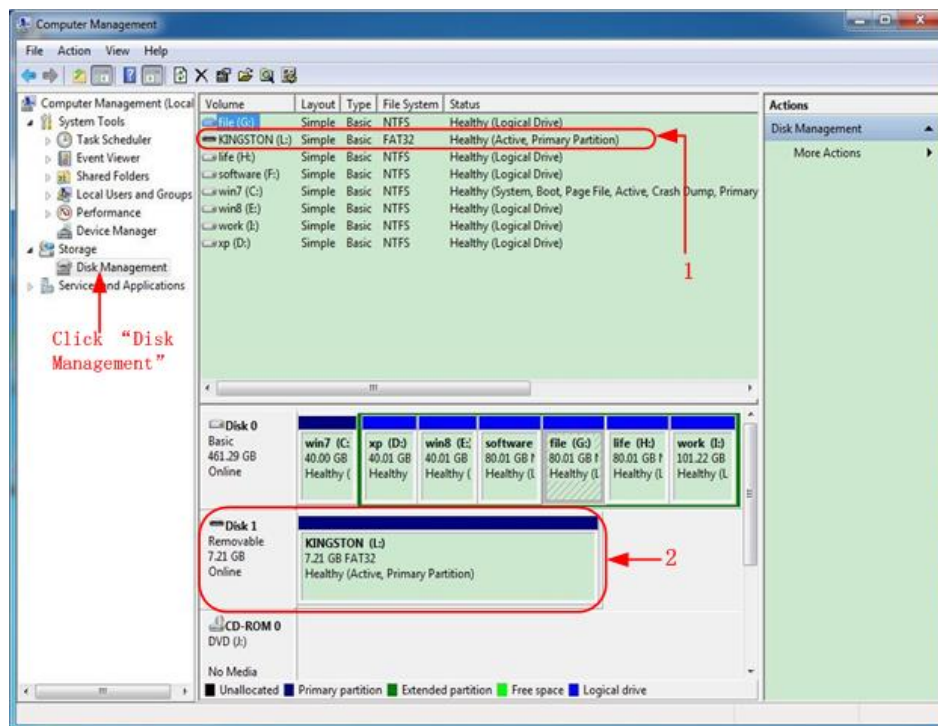 Computer Management
File Action View Help
Computer Management (Local
System Tools
Task Scheduler
Event Viewer
Shared Folders
Local Users and Groups
Performance
Device Manager
Storage
Disk Management
Services and Applications
Click “Disk
Management”
Volume Layout Type File System Status
file (G:) Simple Basic NTFS Healthy (Logical Drive)
KINGSTON (L:) Simple Basic FAT32 Healthy (Active, Primary Partition)
life (H:) Simple Basic NTFS Healthy (Logical Drive)
software (F:) Simple Basic NTFS Healthy (Logical Drive)
win7 (C:) Simple Basic NTFS Healthy (System, Boot, Page File, Active, Crash Dump, Primary
win8 (E:) Simple Basic NTFS Healthy (Logical Drive)
work (I:) Simple Basic NTFS Healthy (Logical Drive)
xp (D:) Simple Basic NTFS Healthy (Logical Drive)
1
Disk 0
Basic
461.29 GB
Online
win7 (C:
40.00 GB
Healthy (
xp (D:)
40.01 GB
Healthy
win8 (E:
40.01 GB
Healthy (
software
80.01 GB
Healthy (L
file (G:)
80.01 GB
Healthy (L
life (H:)
80.01 GB
Healthy (L
work (I:)
101.22 GB
Healthy (L
Disk 1
Removable
7.21 GB
Online
KINGSTON (L:)
7.21 GB FAT32
Healthy (Active, Primary Partition)
2
CD-ROM 0
DVD (J:)
No Media
Unallocated Primary partition Extended partition Free space Logical drive
Actions
Disk Management
More Actions